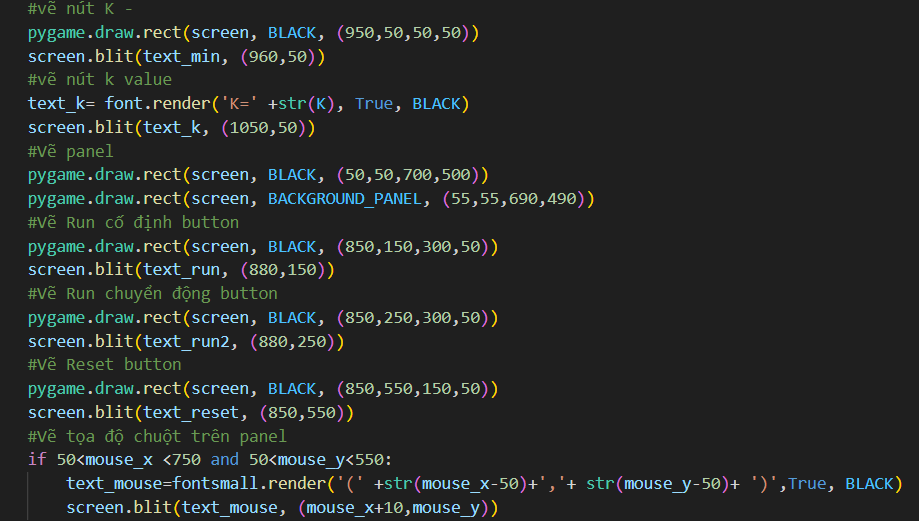 #vẽ nút K -
pygame.draw.rect(screen, BLACK, (950,50,50,50))
screen.blit(text_min, (960,50))
#vẽ nút k value
text_k= font.render('K=' +str(K), True, BLACK)
screen.blit(text_k, (1050,50))
#Vẽ panel
pygame.draw.rect(screen, BLACK, (50,50,700,500))
pygame.draw.rect(screen, BACKGROUND_PANEL, (55,55,690,490))
#Vẽ Run cố định button
pygame.draw.rect(screen, BLACK, (850,150,300,50))
screen.blit(text_run, (880,150))
#Vẽ Run chuyển động button
pygame.draw.rect(screen, BLACK, (850,250,300,50))
screen.blit(text_run2, (880,250))
#Vẽ Reset button
pygame.draw.rect(screen, BLACK, (850,550,150,50))
screen.blit(text_reset, (850,550))
#Vẽ tọa độ chuột trên panel
if 50<mouse_x <750 and 50<mouse_y<550:
    text_mouse=fontsmall.render('(' +str(mouse_x-50)+','+ str(mouse_y-50)+ ')',True, BLACK)
    screen.blit(text_mouse, (mouse_x+10,mouse_y))